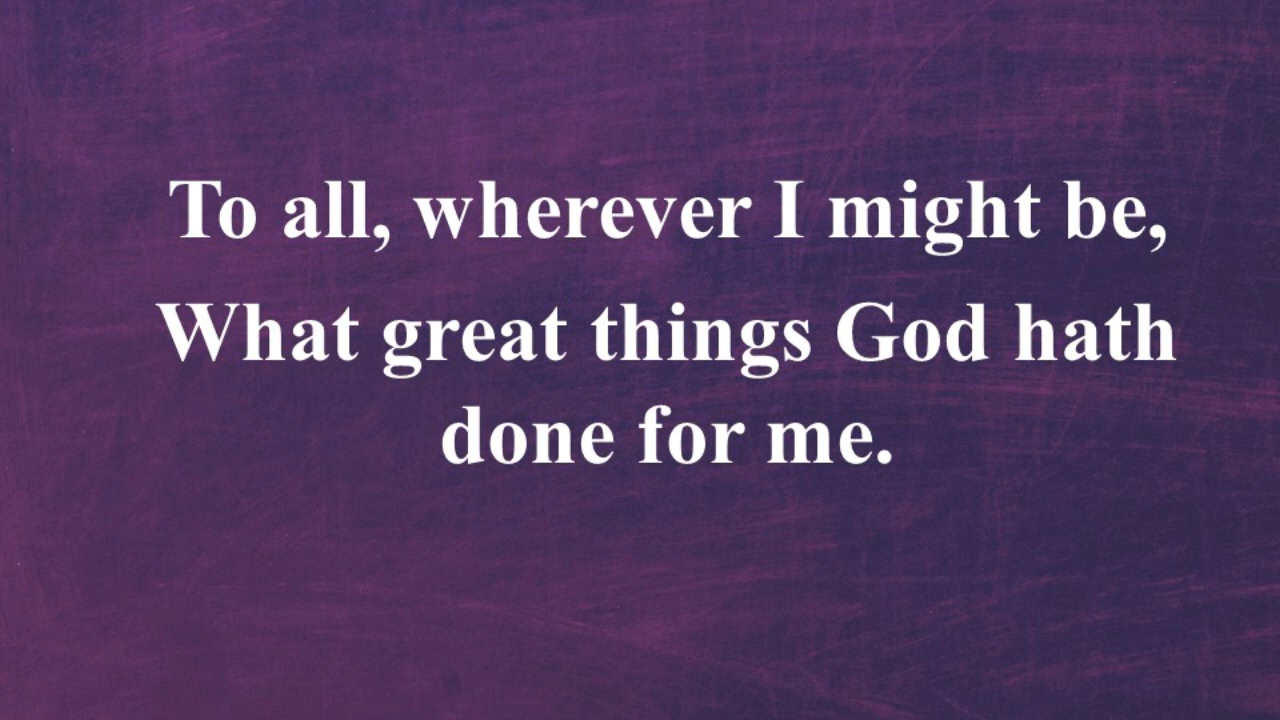 To all, wherever I might be,
What great things God hath
done for me.